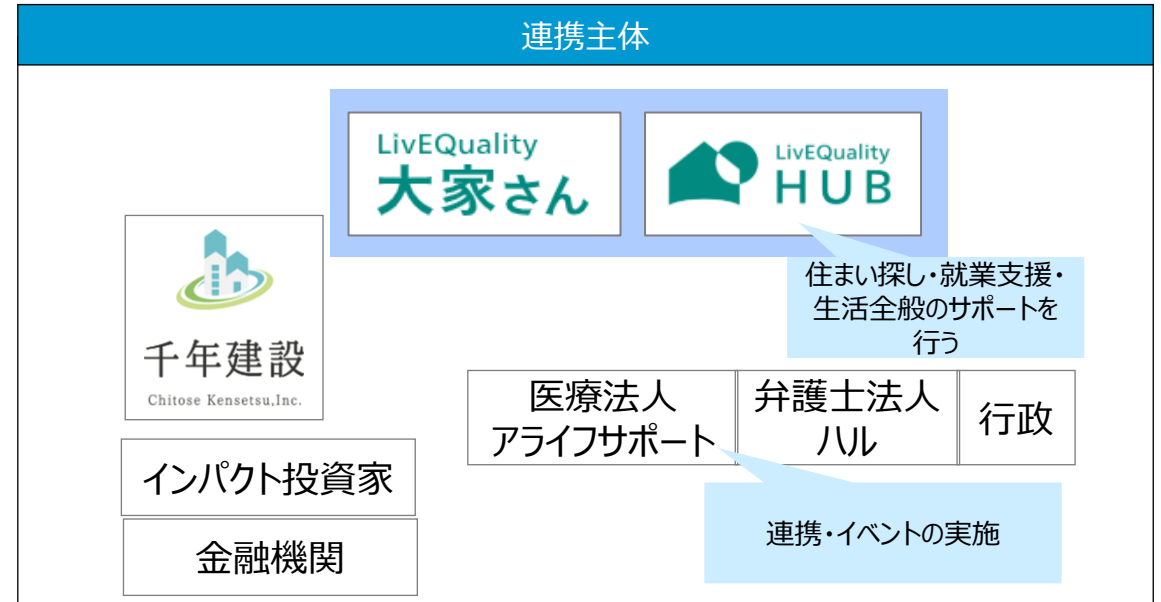 連携主体
LivEQuality
大家さん
LivEQuality
HUB
住まい探し・就業支援・
生活全般のサポートを
行う
千年建設
Chitose Kensetsu,Inc.
医療法人
アライフサポート
弁護士法人
ハル
行政
インパクト投資家
連携・イベントの実施
金融機関